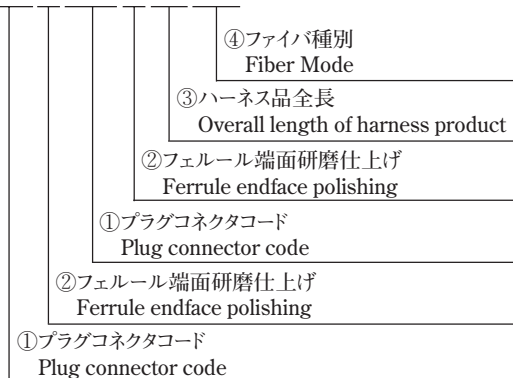 ④ファイバ種別
Fiber Mode
③ハーネス品全長
Overall length of harness product
②フェルール端面研磨仕上げ
Ferrule endface polishing
①プラグコネクタコード
Plug connector code
②フェルール端面研磨仕上げ
Ferrule endface polishing
①プラグコネクタコード
Plug connector code